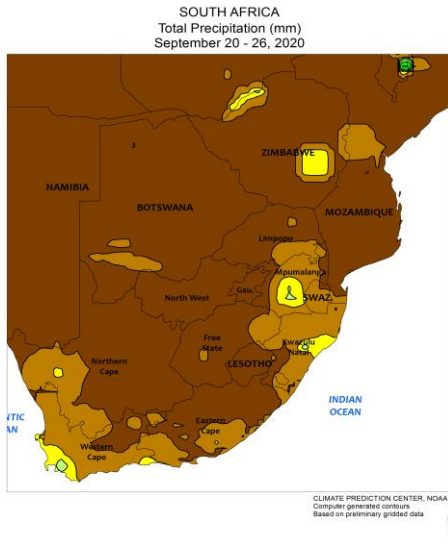 SOUTH AFRICA
Total Precipitation (mm)
September 20 - 26, 2020
ZIMBABWE
NAMIBIA
BOTSWANA
MOZAMBIQUE
Limpopo
Mpumalanga
North West
Gau.
SWAZ.
Free
State
Kwazulu
Natal
Northern
Cape
LESOTHO
INDIAN
OCEAN
NTIC
AN
Eastern
Cape
Western
Cape
CLIMATE PREDICTION CENTER, NOAA
Computer generated contours
Based on preliminary gridded data